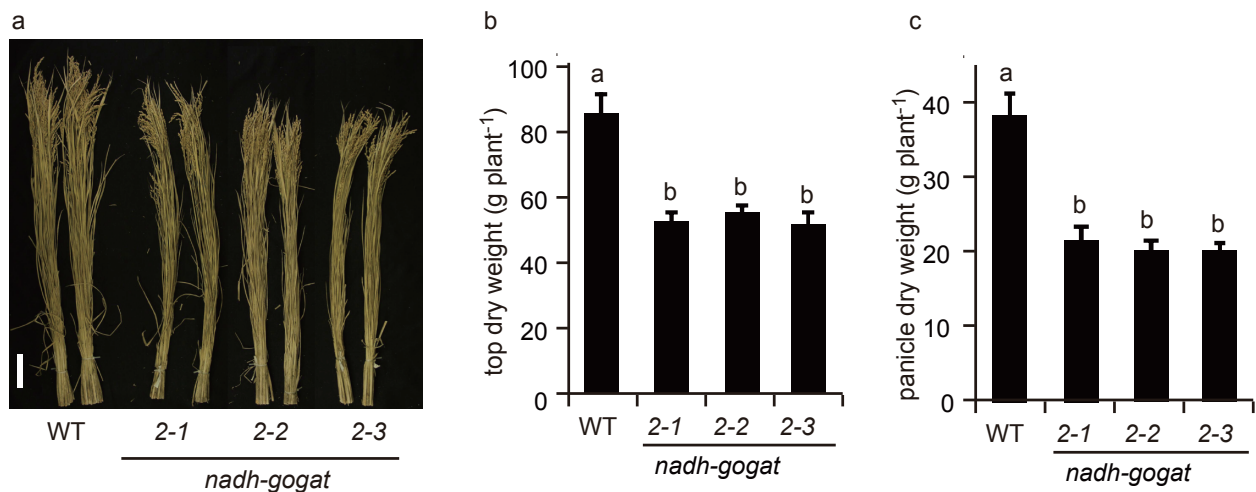 a
WT 2-1 2-2 2-3
nadh-gogat
b
top dry weight (g plant⁻¹)
100
80
60
40
20
0
a
b
b
b
WT 2-1 2-2 2-3
nadh-gogat
c
panicle dry weight (g plant⁻¹)
40
30
20
10
0
a
b
b
b
WT 2-1 2-2 2-3
nadh-gogat